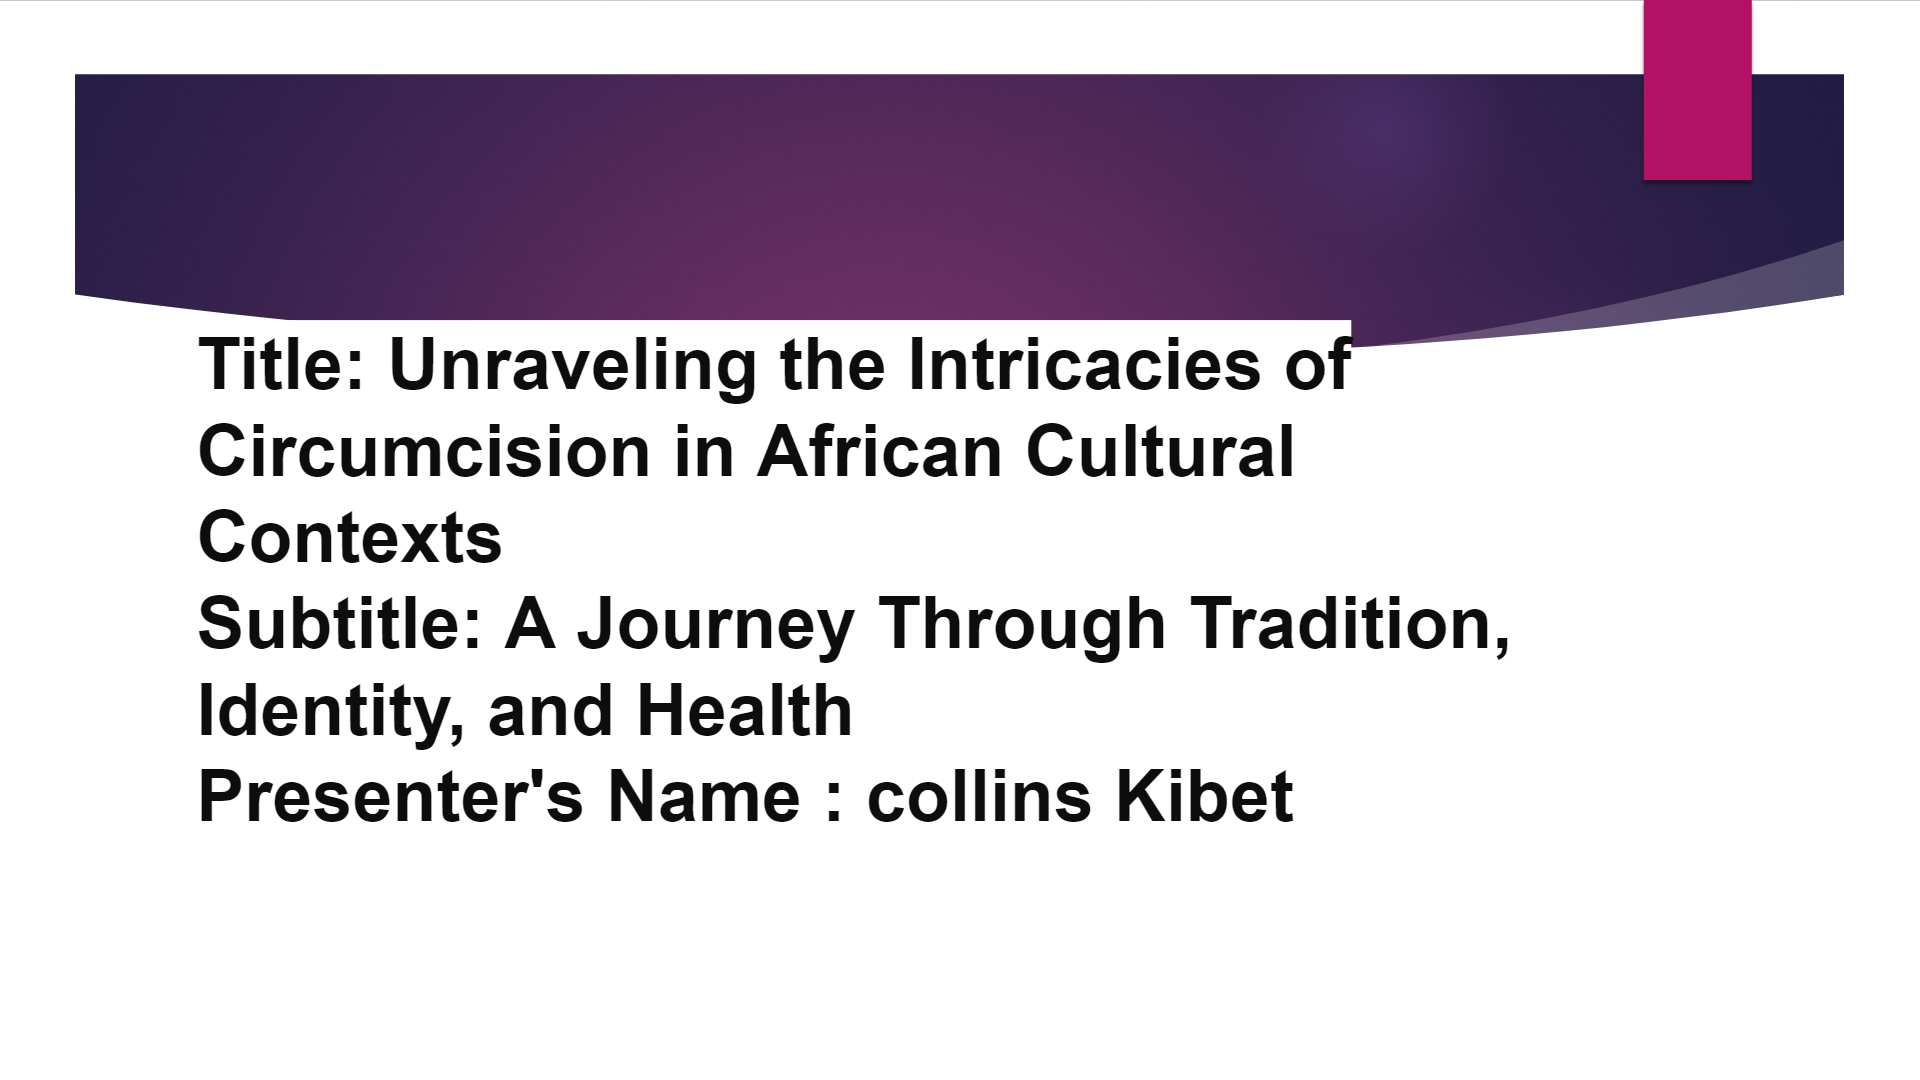 Title: Unraveling the Intricacies of
Circumcision in African Cultural
Contexts
Subtitle: A Journey Through Tradition,
Identity, and Health
Presenter's Name : collins Kibet